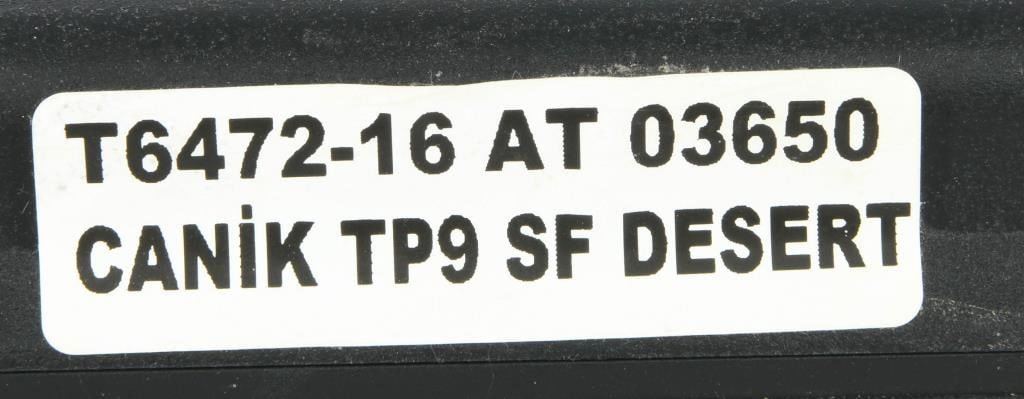 T6472-16 AT 03650
CANİK TP9 SF DESERT